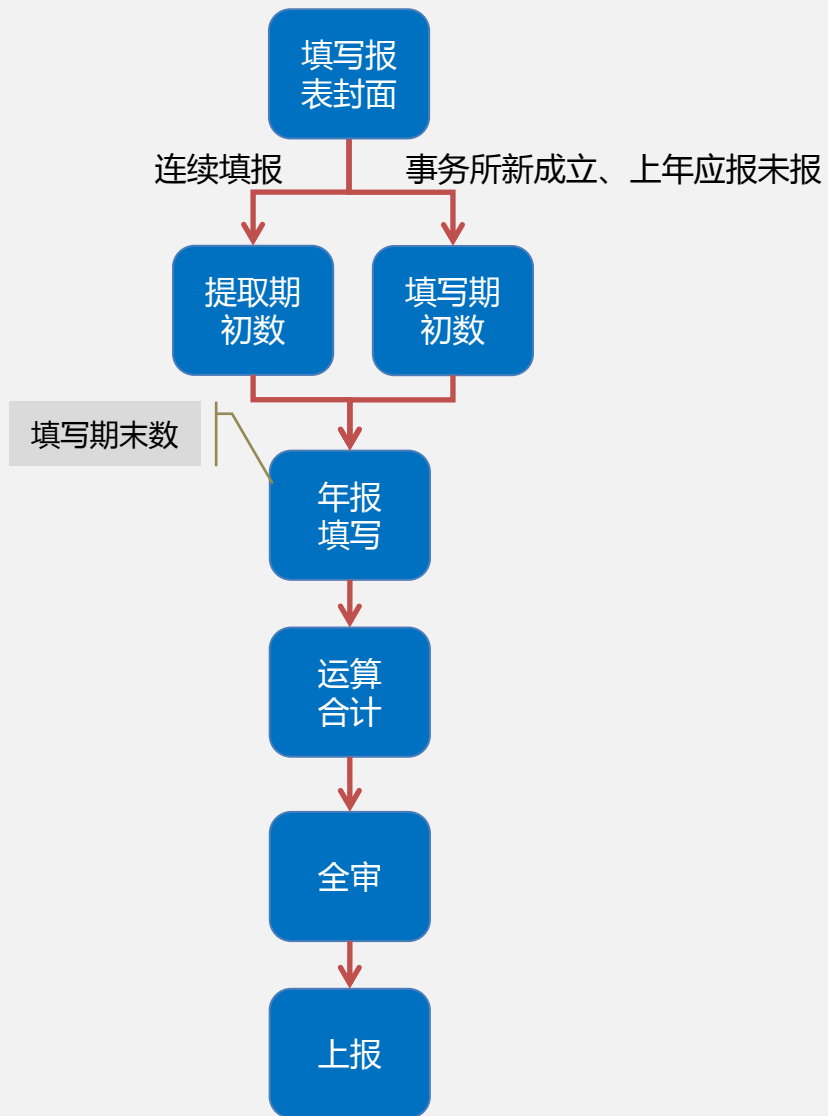 填写报
表封面
连续填报
事务所新成立、上年应报未报
提取期
初数
填写期
初数
填写期末数
年报
填写
运算
合计
全审
上报